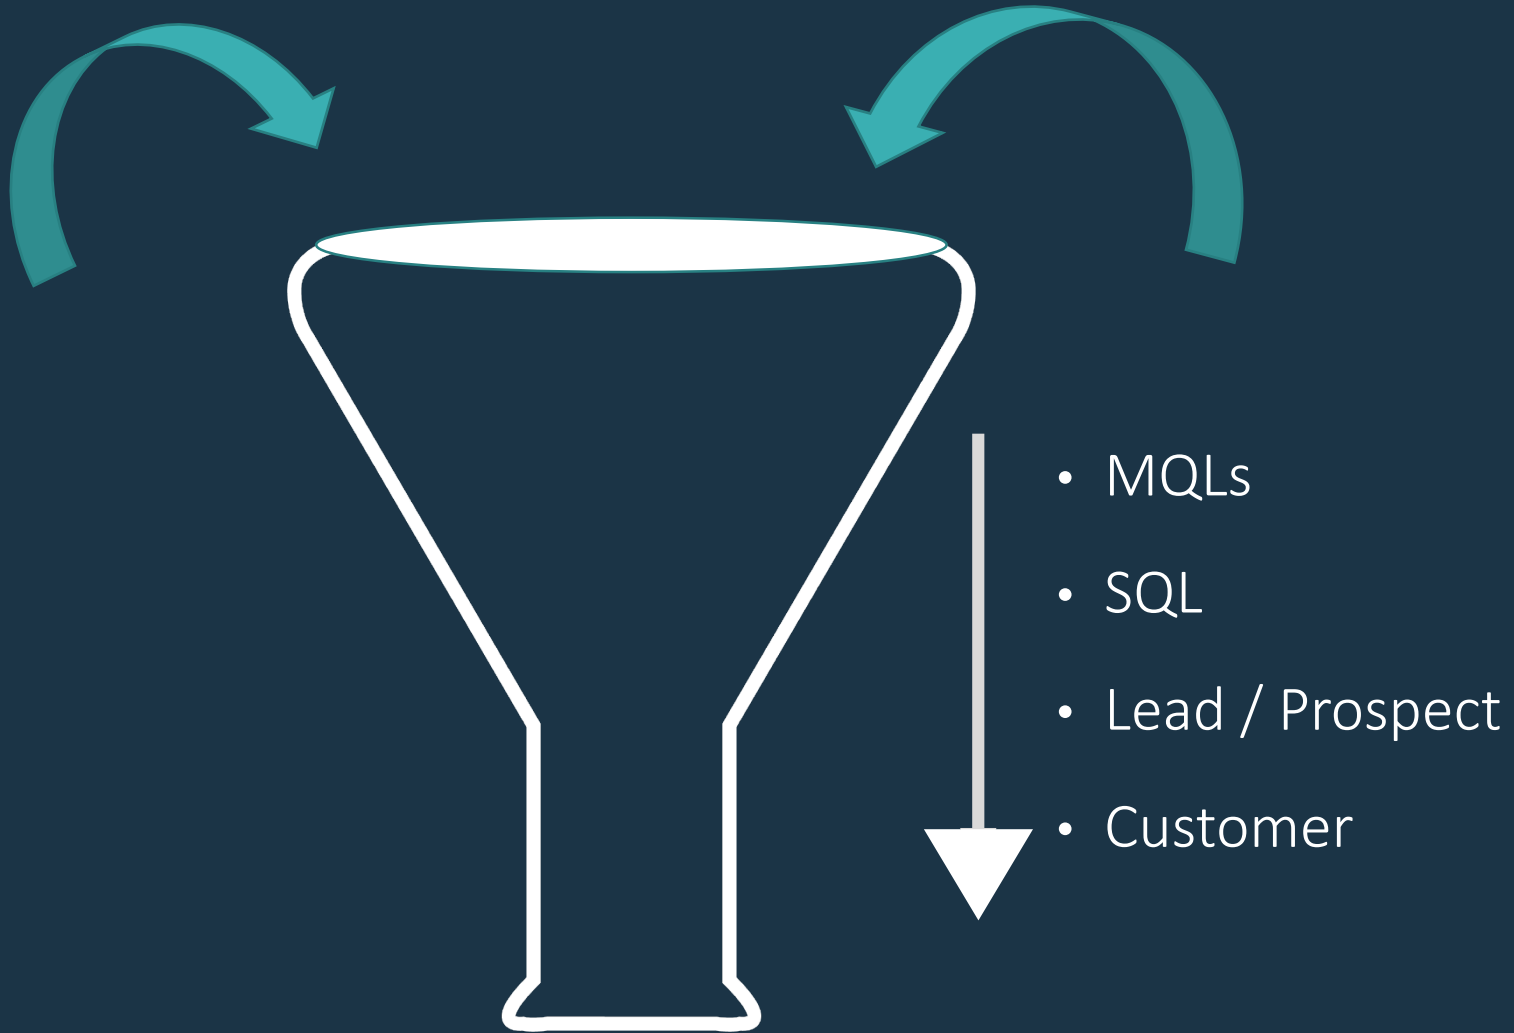 • MQLs
• SQL
• Lead / Prospect
• Customer